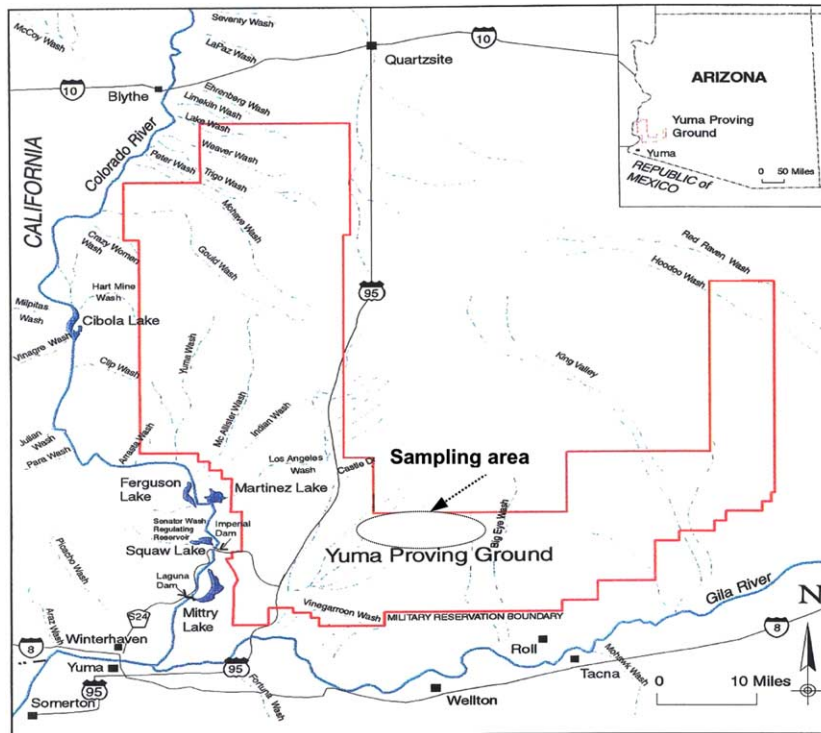 McCoy Wash
Seventy Wash
LaPaz Wash
10
Quartzsite
10
Blythe
Ehrenberg Wash
Limekiln Wash
Lake Wash
Weaver Wash
Peter Wash
Trigo Wash
Mohave Wash
Colorado River
CALIFORNIA
ARIZONA
Yuma Proving
Ground
Yuma
0 50 Miles
REPUBLIC of
MEXICO
Crazy Women
Wash
Gould Wash
Red Raven Wash
Hoodoo Wash
Hart Mine
Wash
95
Milpitas
Wash
Cibola Lake
Vinagre Wash
Clip Wash
Yuma Wash
King Valley
Mc Allister Wash
Indian Wash
Julian
Wash
Para Wash
Arrastra Wash
Los Angeles
Wash
Castle D
Sampling area
Ferguson
Lake
Martinez Lake
Senator Wash
Regulating
Reservoir
Imperial
Dam
Big Eye Wash
Squaw Lake
Yuma Proving Ground
Picacho Wash
Laguna
Dam
Mittry
Lake
Vinegarroon Wash
MILITARY RESERVATION BOUNDARY
Gila River
N
S24
Araz Wash
8
Winterhaven
Yuma
95
95
Somerton
Fortuna Wash
Roll
Tacna
Mohawk Wash
8
Wellton
0 10 Miles